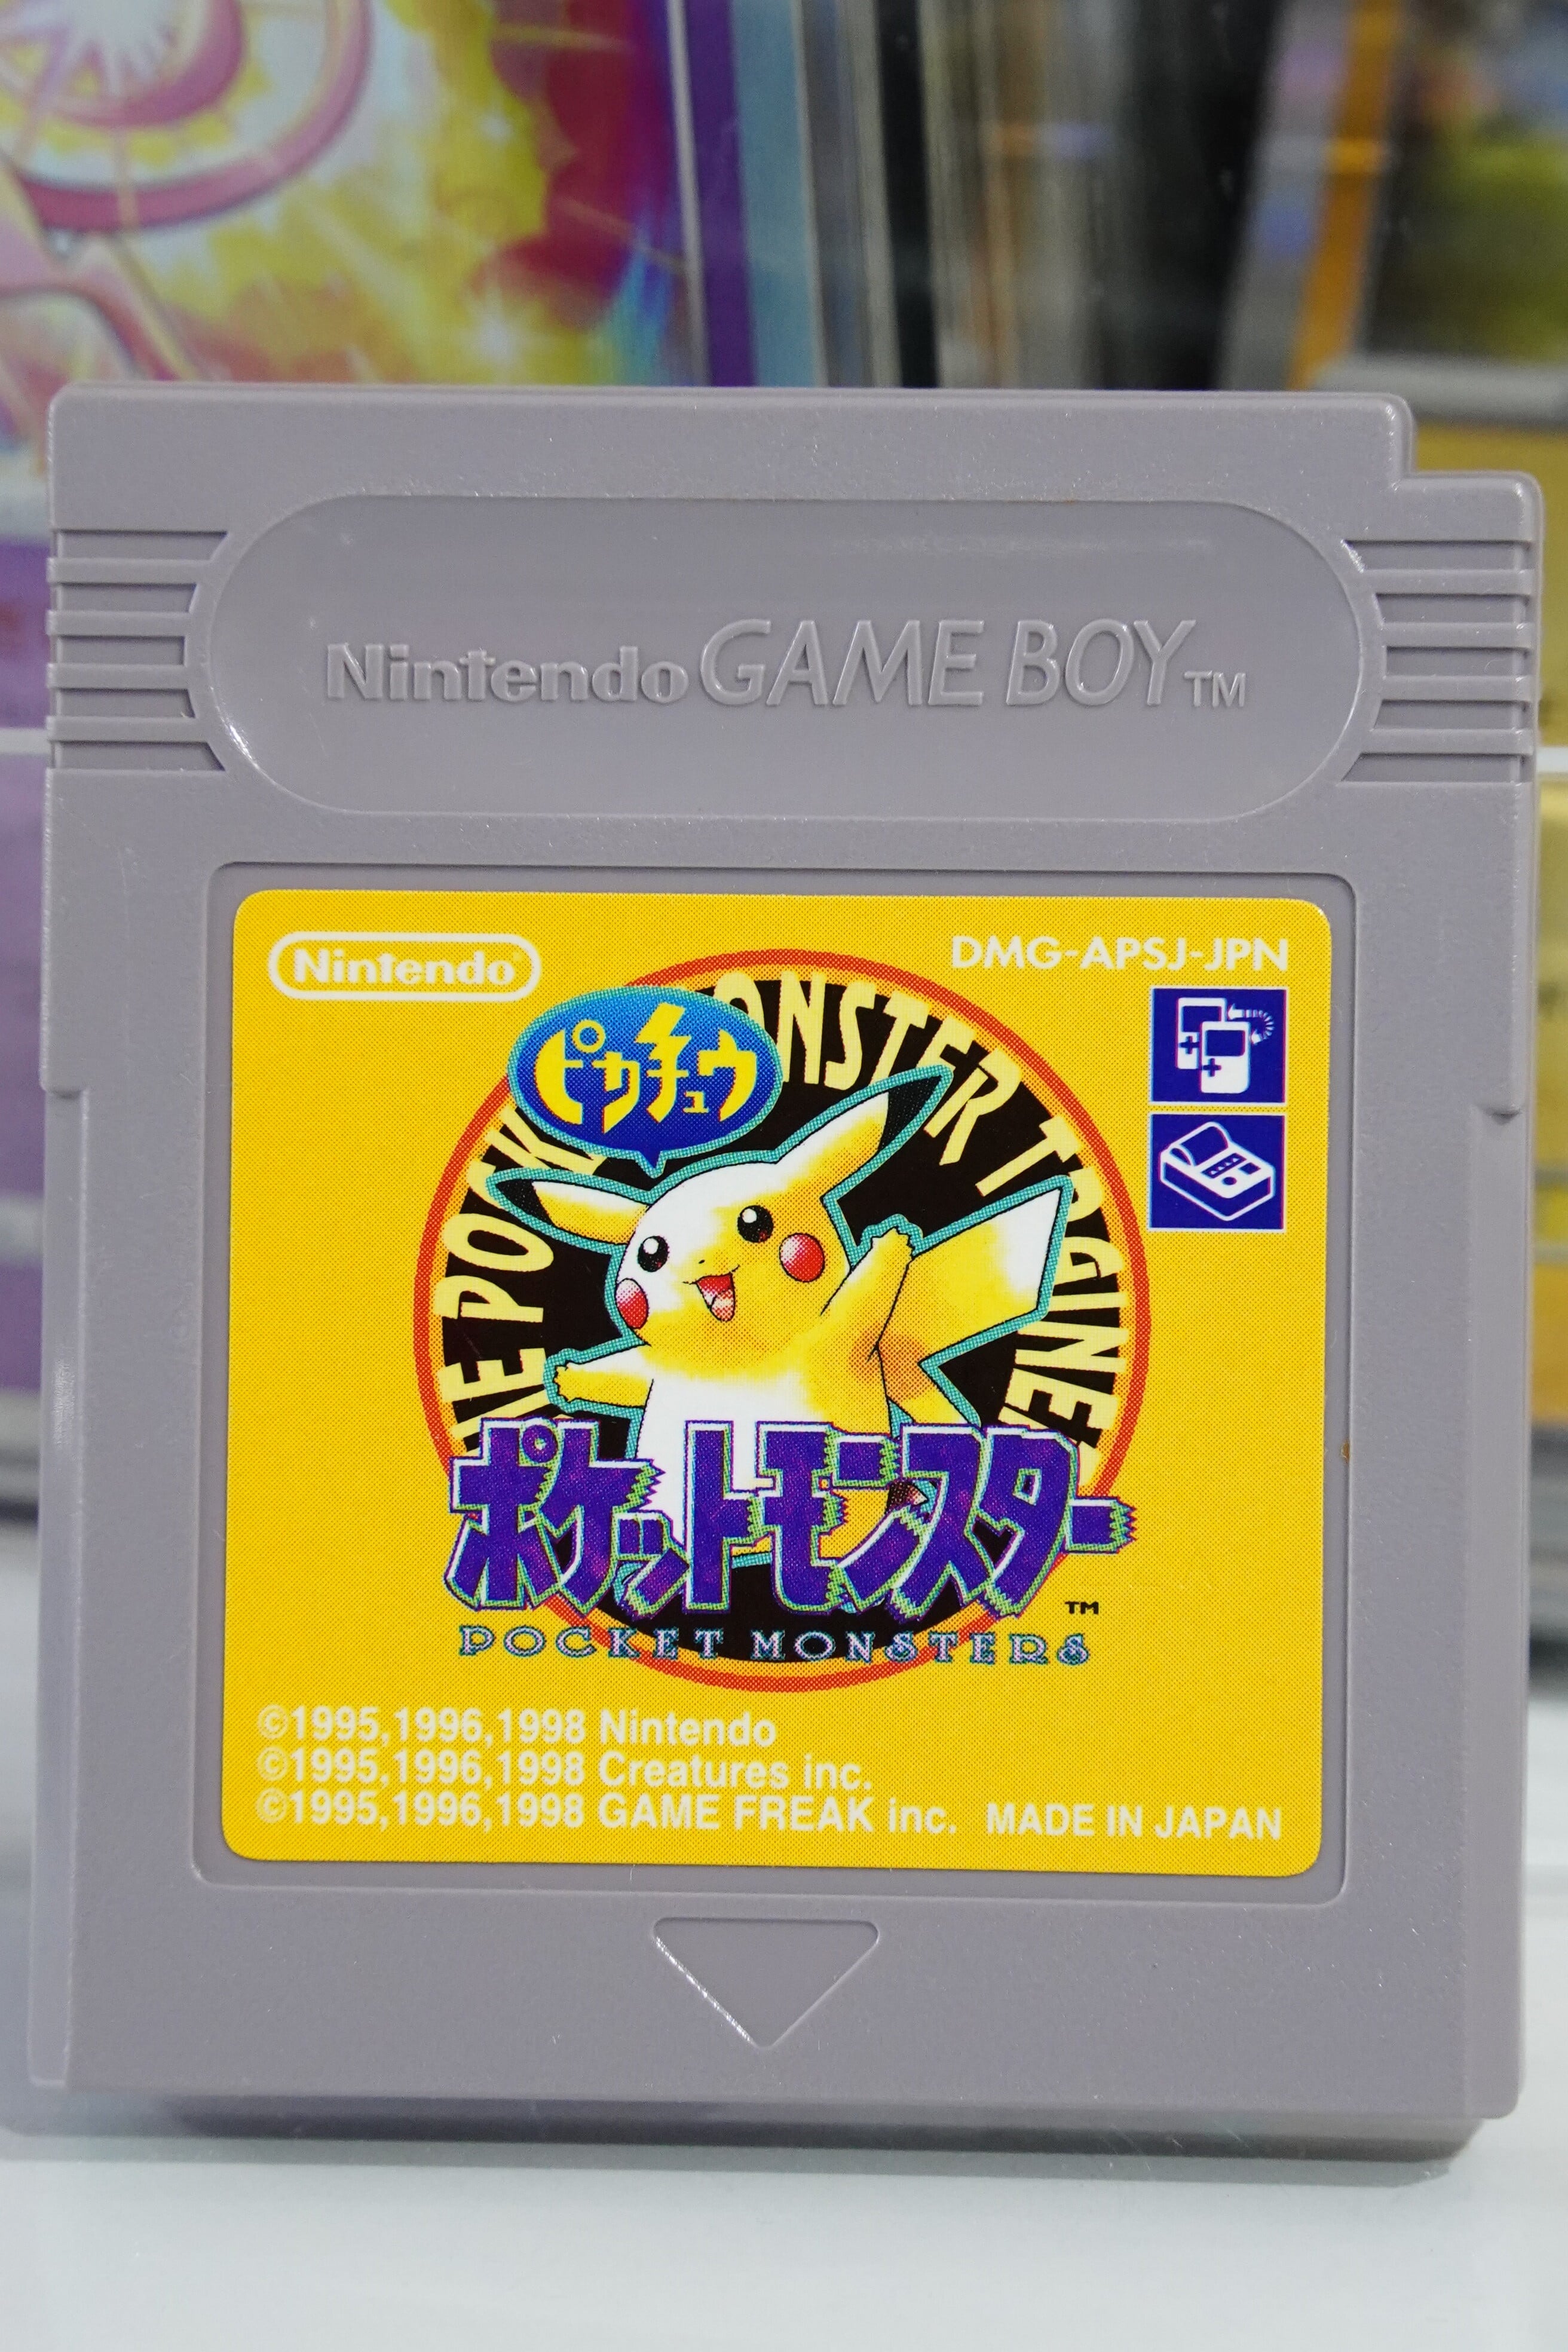 Nintendo GAME BOY TM
Nintendo
DMG-APSJ-JPN
ピカチュウ
ポケットモンスター
TM
POCKET MONSTERS
©1995,1996,1998 Nintendo
©1995,1996,1998 Creatures inc.
©1995,1996,1998 GAME FREAK inc. MADE IN JAPAN